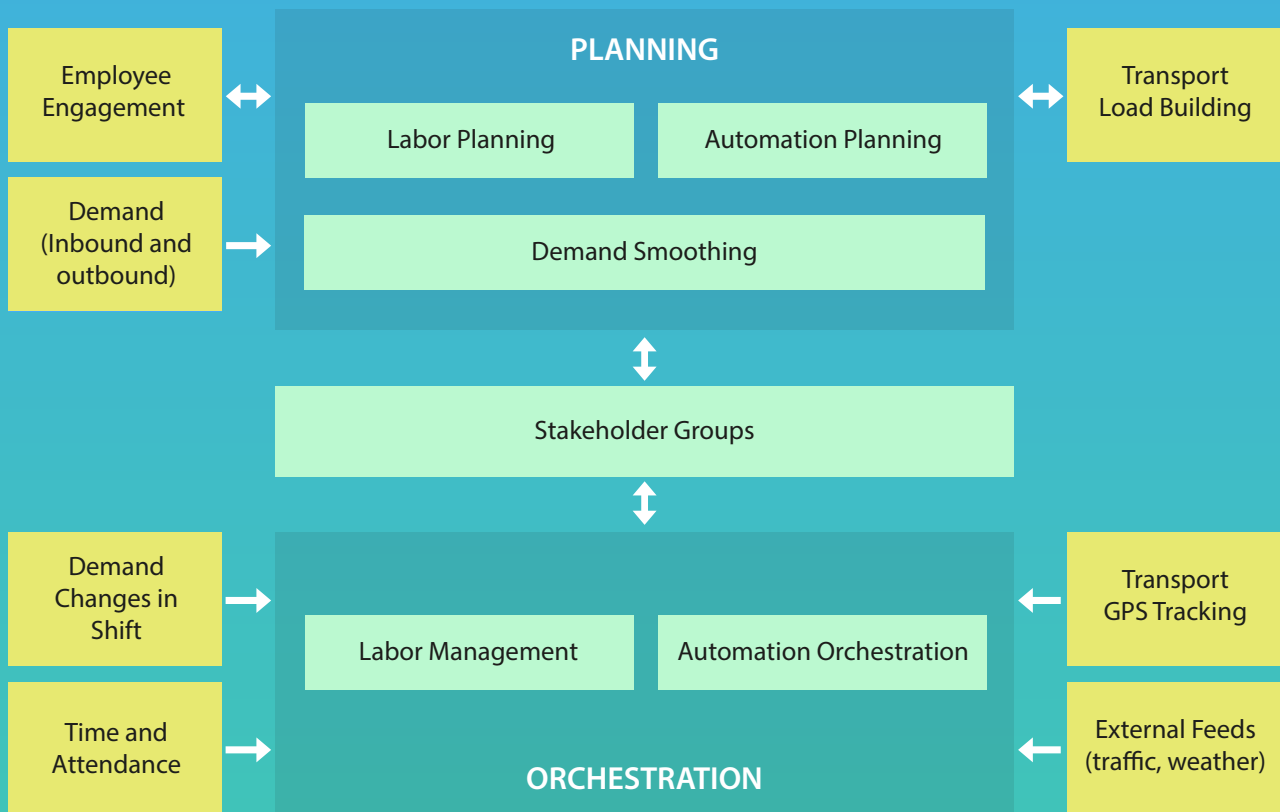 PLANNING
Employee
Engagement
Transport
Load Building
Labor Planning
Automation Planning
Demand
(Inbound and
outbound)
Demand Smoothing
Stakeholder Groups
Demand
Changes in
Shift
Transport
GPS Tracking
Labor Management
Automation Orchestration
Time and
Attendance
External Feeds
(traffic, weather)
ORCHESTRATION